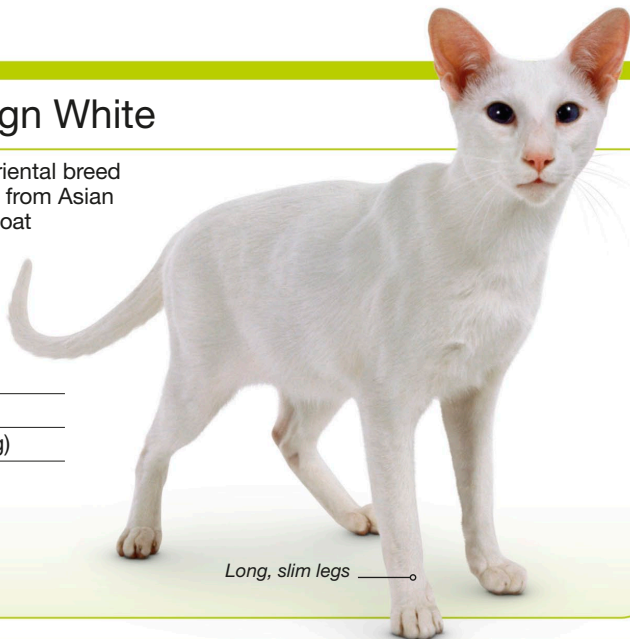 gn White
riental breed
from Asian
oat
g)
Long, slim legs